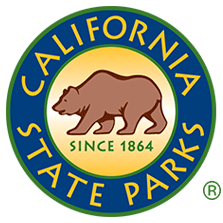 CALIFORNIA
SINCE 1864
STATE PARKS
®